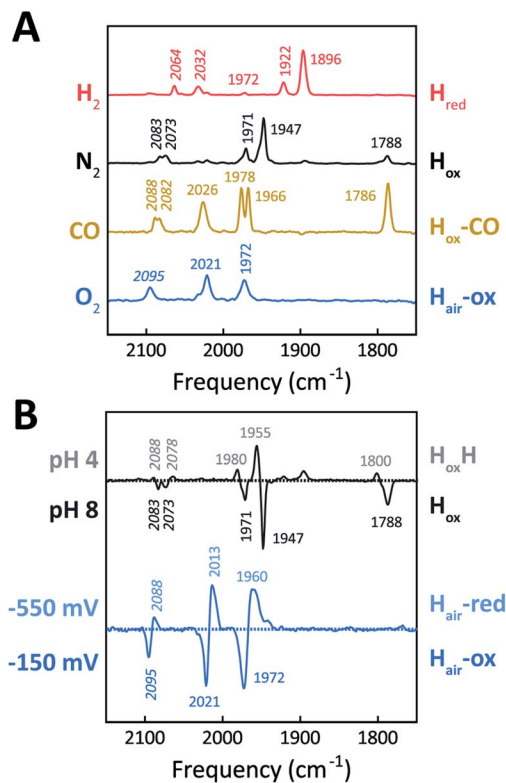 A
H2
2064
2032
1972
1922
1896
Hred
N2
2083
2073
1971
1947
1788
Hox
CO
2088
2082
2026
1978
1966
1786
Hox-CO
O2
2095
2021
1972
Hair-ox
2100
2000
1900
1800
Frequency (cm-1)
B
pH 4
2088
2078
1980
1955
1800
HoxH
pH 8
2083
2073
1971
1947
1788
Hox
-550 mV
2088
2013
1960
Hair-red
-150 mV
2095
2021
1972
Hair-ox
2100
2000
1900
1800
Frequency (cm-1)